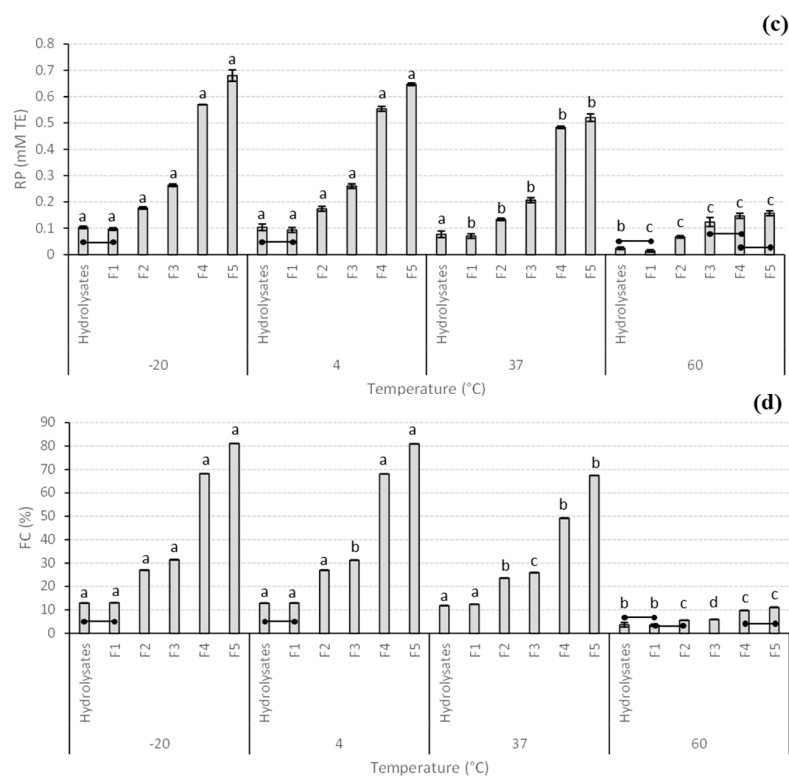 (c)
RP (mM TE)
0.8
0.7
0.6
0.5
0.4
0.3
0.2
0.1
0
a a a a a a a a a a a a a b b b b b b c c c c c
Hydrolysates F1 F2 F3 F4 F5 Hydrolysates F1 F2 F3 F4 F5 Hydrolysates F1 F2 F3 F4 F5 Hydrolysates F1 F2 F3 F4 F5
-20 4 37 60
Temperature (°C)
(d)
FC (%)
90
80
70
60
50
40
30
20
10
0
a a a a a a a a a b a a a a b c b b b b c d c c
Hydrolysates F1 F2 F3 F4 F5 Hydrolysates F1 F2 F3 F4 F5 Hydrolysates F1 F2 F3 F4 F5 Hydrolysates F1 F2 F3 F4 F5
-20 4 37 60
Temperature (°C)